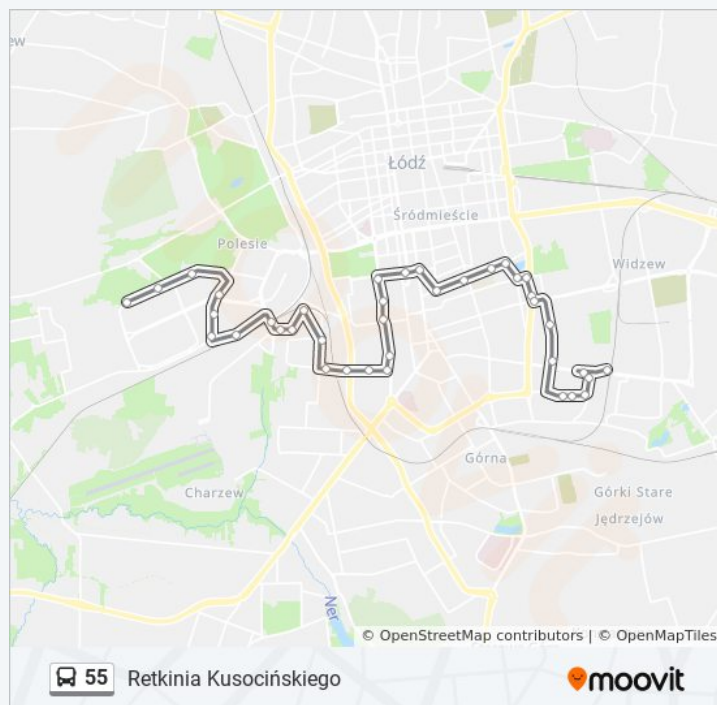 ew
Łódź
Śródmieście
Polesie
Widzew
Górna
Charzew
Górki Stare
Jędrzejów
Ner
© OpenStreetMap contributors | © OpenMapTiles
55 Retkinia Kusocińskiego
moovit